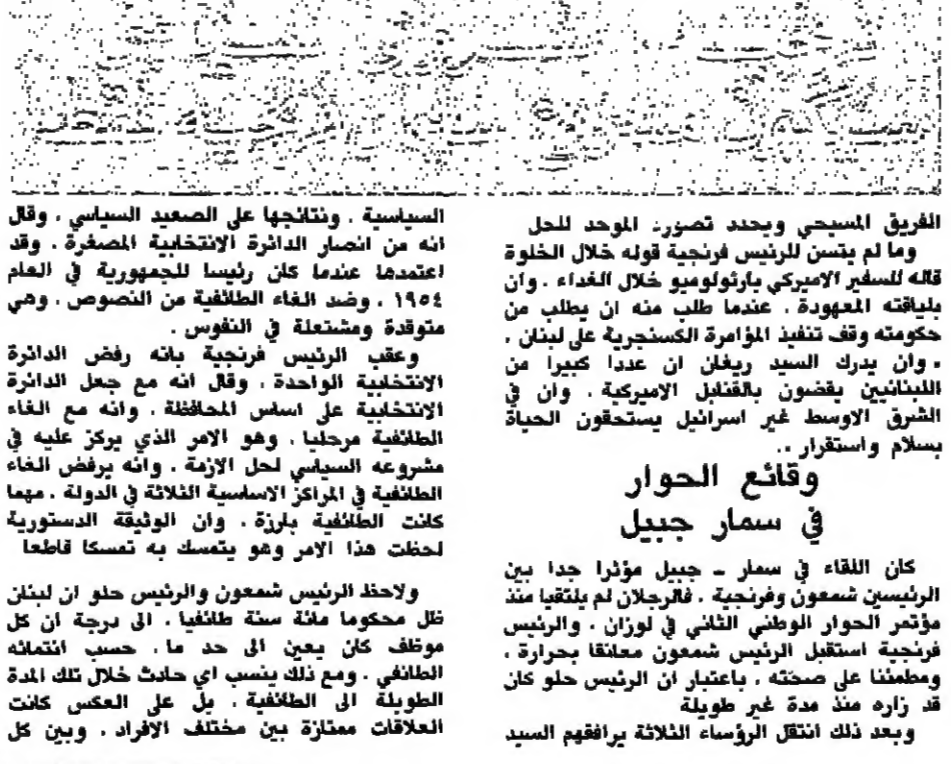 الفريق المسيحي ويحدد تصوره الموحد للحل
وما لم يتسن للرئيس فرنجية قوله خلال الخلوة
قاله للسفير الاميركي بارثولوميو خلال الغداء . وان
بلياقته المعهودة . عندما طلب منه ان يطلب من
حكومته وقف تنفيذ المؤامرة الكسنجرية على لبنان .
• وان يدرك السيد ريغان ان عددا كبيرا من
اللبنانيين يقضون بالقنابل الاميركية . وان في
الشرق الاوسط غير اسرائيل يستحقون الحياة
بسلام واستقرار ..
وقائع الحوار
في سمار جبيل
كان اللقاء في سمار - جبيل مؤثرا جدا بين
الرئيسين شمعون وفرنجية . فالرجلان لم يلتقيا منذ
مؤتمر الحوار الوطني الثاني في لوزان . والرئيس
فرنجية استقبل الرئيس شمعون معانقا بحرارة .
ومطمئنا على صحته . باعتبار ان الرئيس حلو كان
قد زاره منذ مدة غير طويلة
وبعد ذلك انتقل الرؤساء الثلاثة يرافقهم السيد
السياسية . ونتائجها على الصعيد السياسي . وقال
انه من انصار الدائرة الانتخابية المصغرة . وقد
اعتمدها عندما كان رئيسا للجمهورية في العام
١٩٥٤ . وضد الغاء الطائفية من النصوص . وهي
متوقدة ومشتعلة في النفوس .
وعقب الرئيس فرنجية بانه رفض الدائرة
الانتخابية الواحدة . وقال انه مع جعل الدائرة
الانتخابية على اساس المحافظة . وانه مع الغاء
الطائفية مرحليا . وهو الامر الذي يركز عليه في
مشروعه السياسي لحل الازمة . وانه يرفض الغاء
الطائفية في المراكز الاساسية الثلاثة في الدولة . مهما
كانت الطائفية بارزة . وان الوثيقة الدستورية
لحظت هذا الامر وهو يتمسك به تمسكا قاطعا
ولاحظ الرئيس شمعون والرئيس حلو ان لبنان
ظل محكوما مائة سنة طائفيا . الى درجة ان كل
موظف كان يعين الى حد ما . حسب انتمائه
الطائفي . ومع ذلك ينسب اي حادث خلال تلك المدة
الطويلة الى الطائفية . بل على العكس كانت
العلاقات ممتازة بين مختلف الافراد . وبين كل